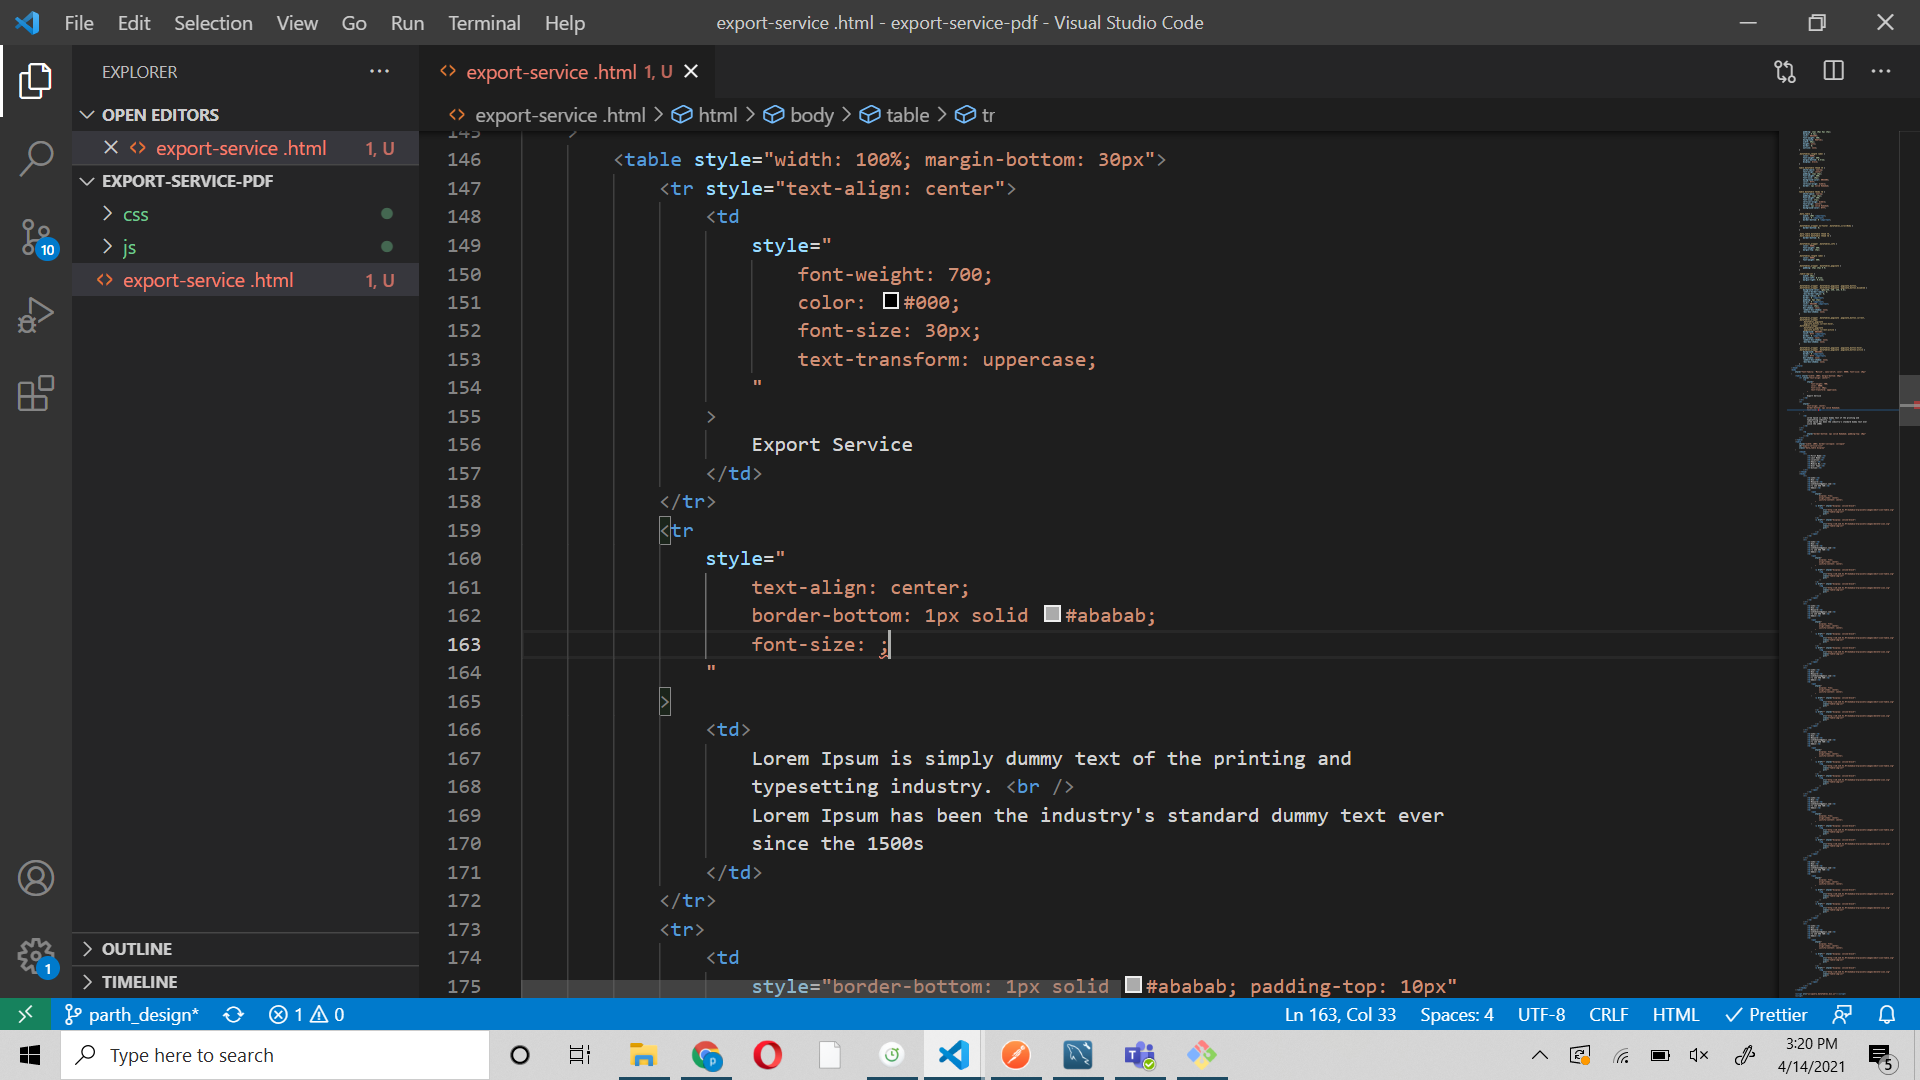 File Edit Selection View Go Run Terminal Help export-service .html - export-service-pdf - Visual Studio Code
EXPLORER
OPEN EDITORS
export-service .html 1, U
EXPORT-SERVICE-PDF
css
js
export-service .html 1, U
10
1
OUTLINE
TIMELINE
export-service .html 1, U
export-service .html > html > body > table > tr
145 >
146 <table style="width: 100%; margin-bottom: 30px">
147 <tr style="text-align: center">
148 <td
149 style="
150 font-weight: 700;
151 color: #000;
152 font-size: 30px;
153 text-transform: uppercase;
154 "
155 >
156 Export Service
157 </td>
158 </tr>
159 <tr
160 style="
161 text-align: center;
162 border-bottom: 1px solid #ababab;
163 font-size: ;
164 "
165 >
166 <td>
167 Lorem Ipsum is simply dummy text of the printing and
168 typesetting industry. <br />
169 Lorem Ipsum has been the industry's standard dummy text ever
170 since the 1500s
171 </td>
172 </tr>
173 <tr>
174 <td
175 style="border-bottom: 1px solid #ababab; padding-top: 10px"
parth_design* 1 0 Ln 163, Col 33 Spaces: 4 UTF-8 CRLF HTML Prettier
Type here to search
3:20 PM
4/14/2021
5